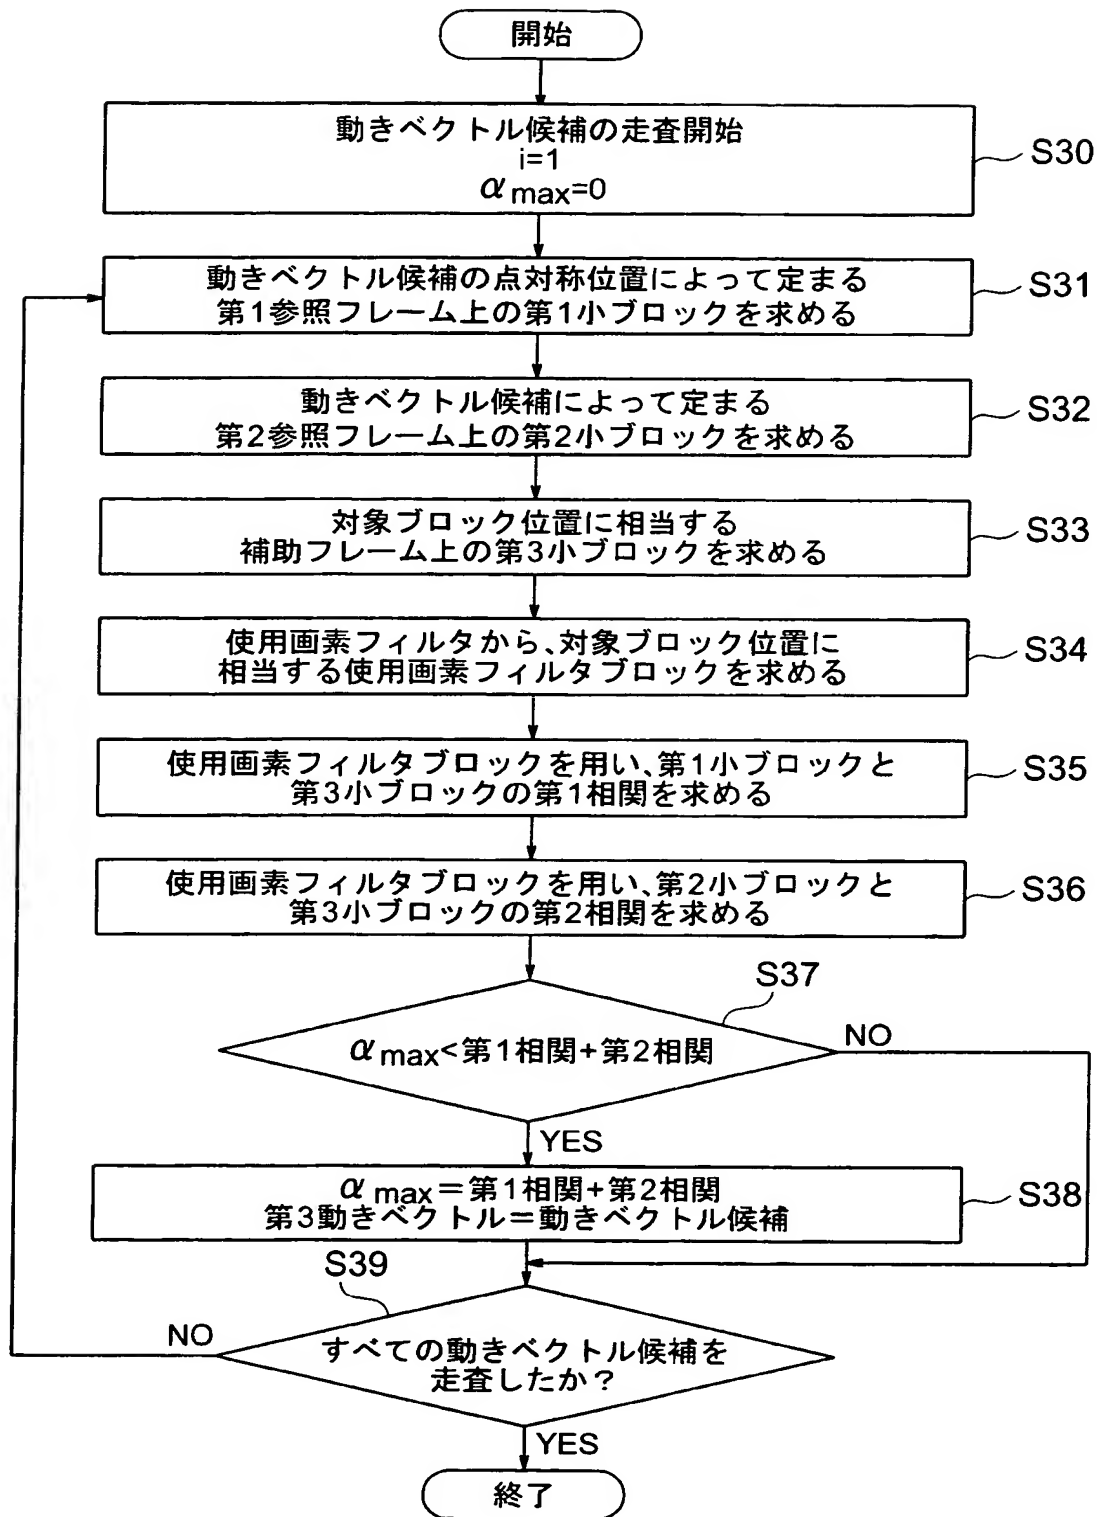 開始
動きベクトル候補の走査開始
i=1
αmax=0
S30
動きベクトル候補の点対称位置によって定まる
第1参照フレーム上の第1小ブロックを求める
S31
動きベクトル候補によって定まる
第2参照フレーム上の第2小ブロックを求める
S32
対象ブロック位置に相当する
補助フレーム上の第3小ブロックを求める
S33
使用画素フィルタから、対象ブロック位置に
相当する使用画素フィルタブロックを求める
S34
使用画素フィルタブロックを用い、第1小ブロックと
第3小ブロックの第1相関を求める
S35
使用画素フィルタブロックを用い、第2小ブロックと
第3小ブロックの第2相関を求める
S36
S37
αmax<第1相関+第2相関
NO
YES
αmax=第1相関+第2相関
第3動きベクトル=動きベクトル候補
S38
S39
NO
すべての動きベクトル候補を
走査したか?
YES
終了